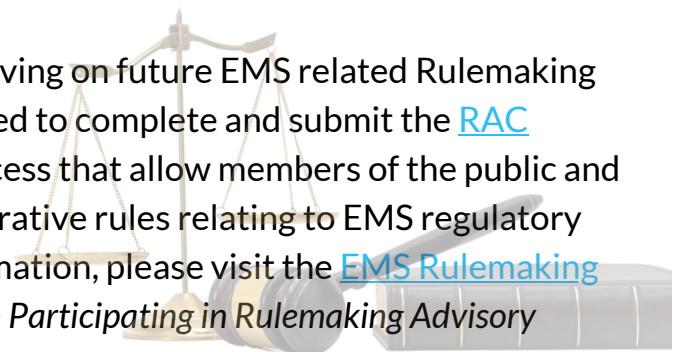 ving on future EMS related Rulemaking
ed to complete and submit the RAC
cess that allow members of the public and
rative rules relating to EMS regulatory
mation, please visit the EMS Rulemaking
Participating in Rulemaking Advisory